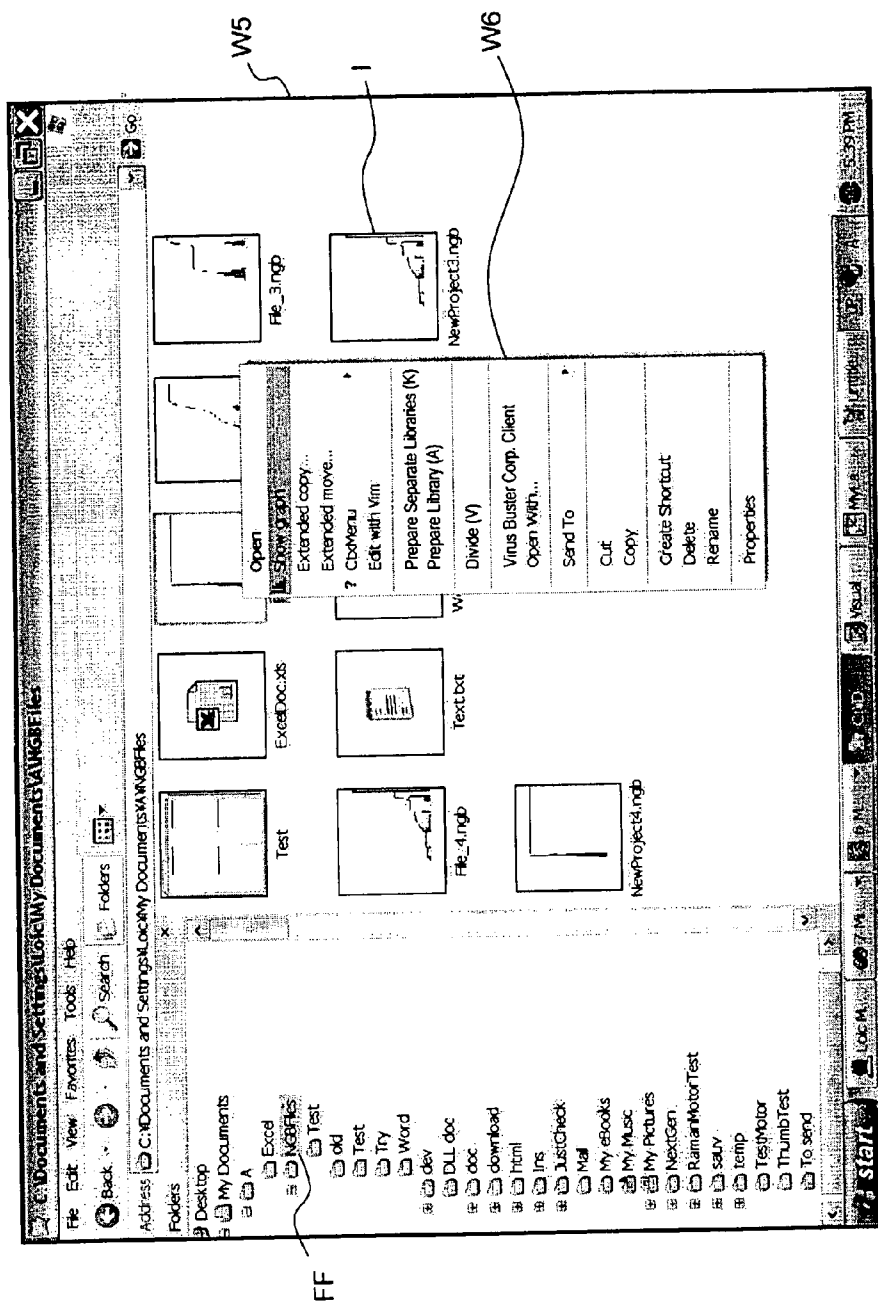 C:\Documents and Settings\Loic\My Documents\A\NGBFiles
File Edit View Favorites Tools Help
Back Search Folders
Address C:\Documents and Settings\Loic\My Documents\A\NGBFiles Go
Folders
Desktop
My Documents
A
Excel
NGBFiles
Test
old
Test
Try
Word
dev
DLL doc
doc
download
html
Ins
JustCheck
Mail
My eBooks
My Music
My Pictures
NextGen
RamanMotorTest
sauv
temp
TestMotor
ThumbTest
To send
Test
ExcelDoc.xls
File_3.ngb
File_4.ngb
Text.txt
NewProject3.ngb
NewProject4.ngb
Open
Show graph
Extended copy...
Extended move...
? CtxMenu
Edit with Vim
Prepare Separate Libraries (K)
Prepare Library (A)
Divide (V)
Virus Buster Corp. Client
Open With...
Send To
Cut
Copy
Create Shortcut
Delete
Rename
Properties
start
Loic M...
Visual
5:39 PM
W5
I
W6
FF